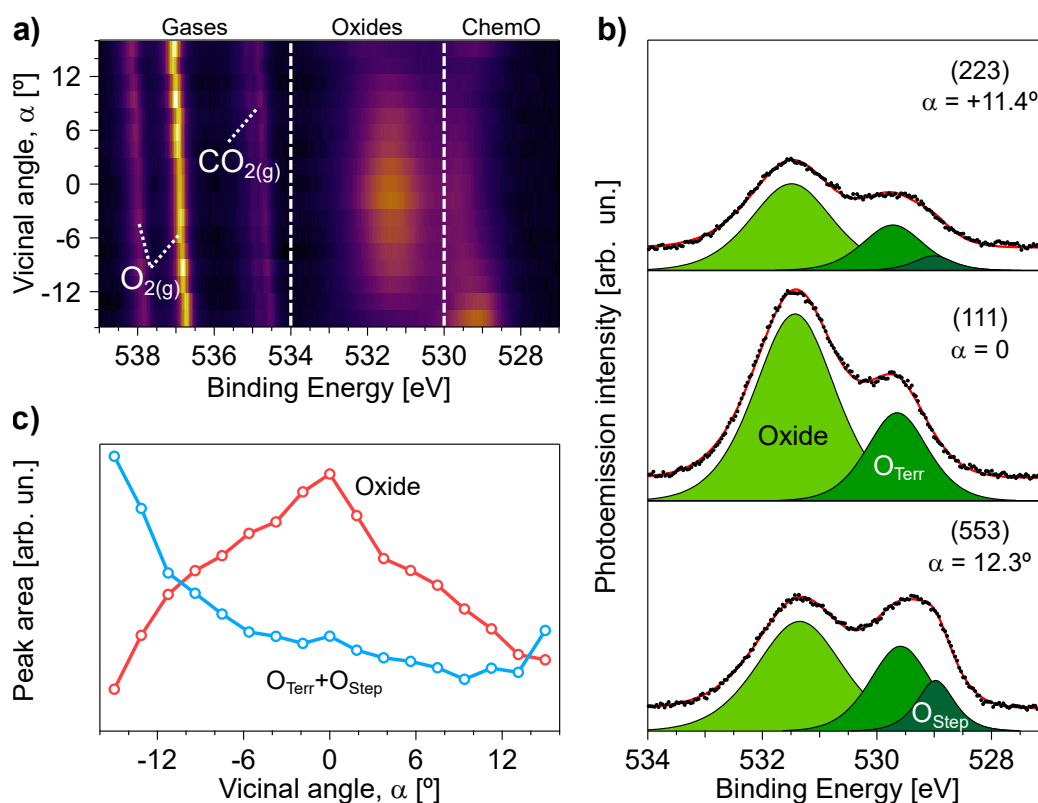 a)
Gases Oxides ChemO
Vicinal angle, α [º]
12
6
0
-6
-12
CO2(g)
O2(g)
538 536 534 532 530 528
Binding Energy [eV]
b)
Photoemission intensity [arb. un.]
(223)
α = +11.4º
(111)
α = 0
Oxide
OTerr
(553)
α = 12.3º
OStep
534 532 530 528
Binding Energy [eV]
c)
Peak area [arb. un.]
Oxide
OTerr+OStep
-12 -6 0 6 12
Vicinal angle, α [º]